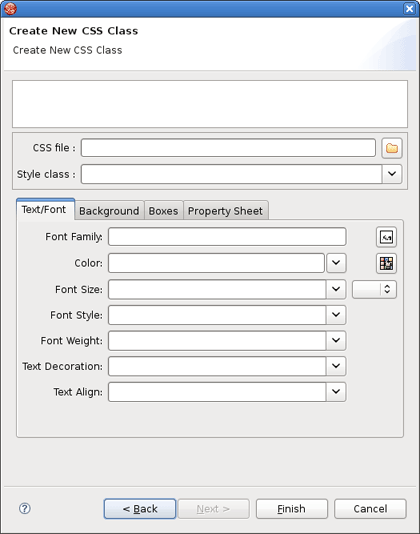 Create New CSS Class
Create New CSS Class
CSS file :
Style class :
Text/Font Background Boxes Property Sheet
Font Family:
Color:
Font Size:
Font Style:
Font Weight:
Text Decoration:
Text Align:
? < Back Next > Finish Cancel